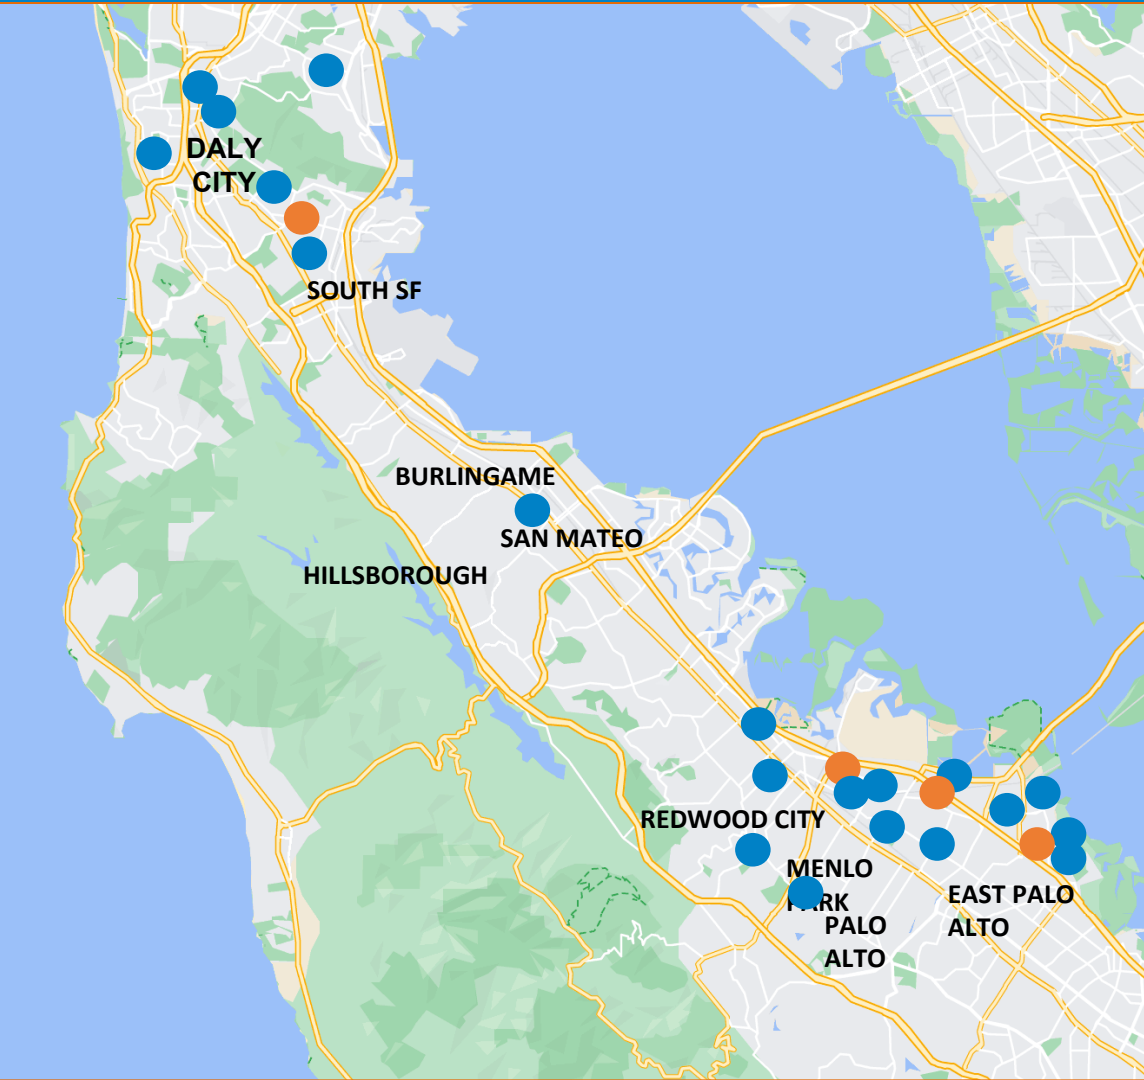 DALY
CITY
SOUTH SF
BURLINGAME
SAN MATEO
HILLSBOROUGH
REDWOOD CITY
MENLO
PARK
EAST PALO
ALTO
PALO
ALTO